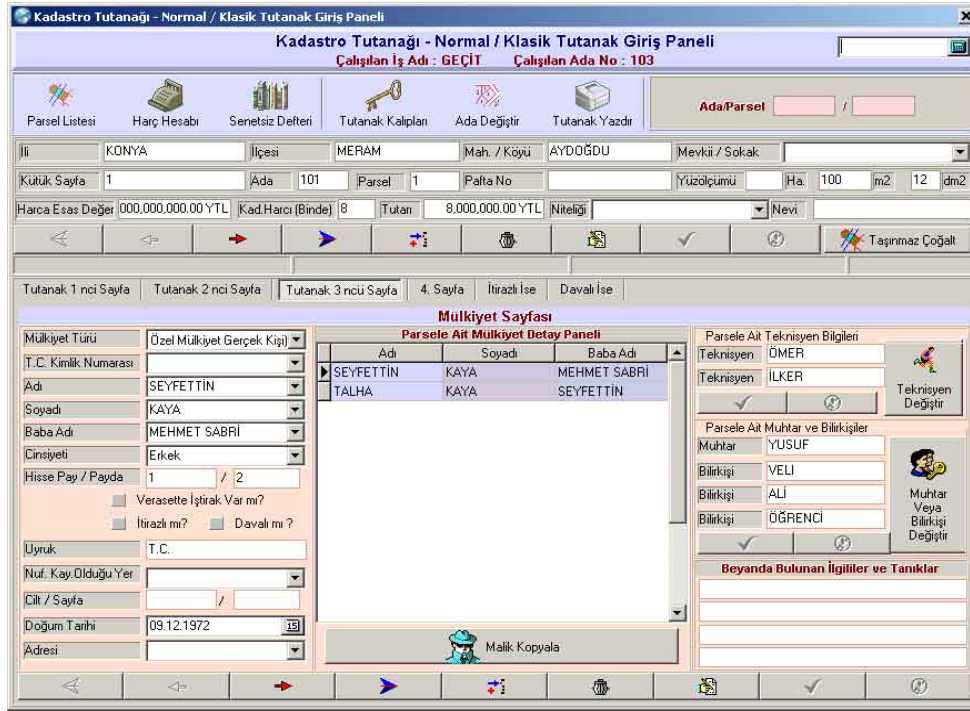 Kadastro Tutanağı - Normal / Klasik Tutanak Giriş Paneli
Kadastro Tutanağı - Normal / Klasik Tutanak Giriş Paneli
Çalışılan İş Adı : GEÇİT Çalışılan Ada No : 103
Parsel Listesi Harç Hesabı Senetsiz Defteri Tutanak Kalıpları Ada Değiştir Tutanak Yazdır Ada/Parsel /
İli KONYA İlçesi MERAM Mah. / Köyü AYDOĞDU Mevkii / Sokak
Kütük Sayfa 1 Ada 101 Parsel 1 Pafta No Yüzölçümü Ha. 100 m2 12 dm2
Harca Esas Değer 000,000,000.00 YTL Kad.Harcı (Binde) 8 Tutarı 8,000,000.00 YTL Niteliği Nevi
Taşınmaz Çoğalt
Tutanak 1 nci Sayfa Tutanak 2 nci Sayfa Tutanak 3 ncü Sayfa 4. Sayfa İtirazlı İse Davalı İse
Mülkiyet Sayfası
Mülkiyet Türü Özel Mülkiyet Gerçek Kişi
T.C. Kimlik Numarası
Adı SEYFETTİN
Soyadı KAYA
Baba Adı MEHMET SABRİ
Cinsiyeti Erkek
Hisse Pay / Payda 1 / 2
Verasette İştirak Var mı?
İtirazlı mı? Davalı mı ?
Uyruk T.C.
Nuf. Kay.Olduğu Yer
Cilt / Sayfa /
Doğum Tarihi 09.12.1972 15
Adresi
Parsele Ait Mülkiyet Detay Paneli
Adı Soyadı Baba Adı
SEYFETTİN KAYA MEHMET SABRİ
TALHA KAYA SEYFETTİN
Malik Kopyala
Parsele Ait Teknisyen Bilgileri
Teknisyen ÖMER
Teknisyen İLKER
Teknisyen
Değiştir
Parsele Ait Muhtar ve Bilirkişiler
Muhtar YUSUF
Bilirkişi VELI
Bilirkişi ALİ
Bilirkişi ÖĞRENCİ
Muhtar
Veya
Bilirkişi
Değiştir
Beyanda Bulunan İlgililer ve Tanıklar